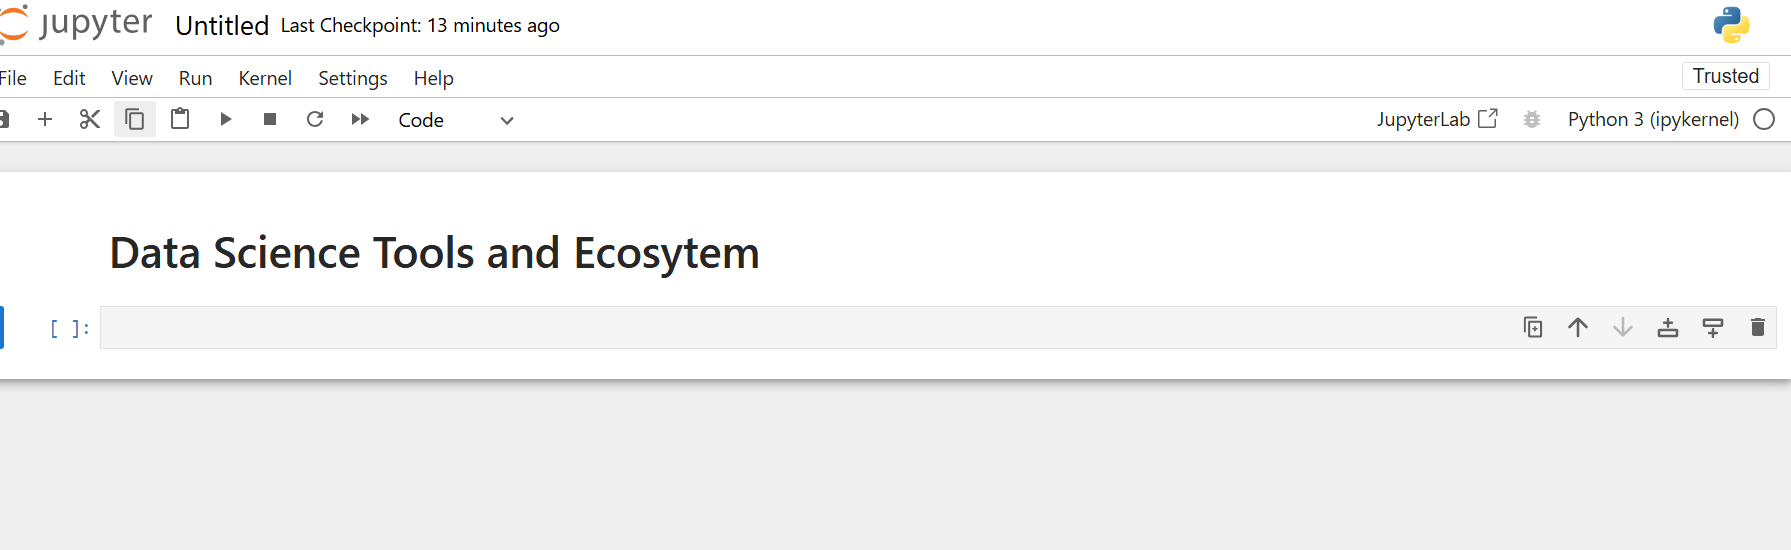 jupyter Untitled Last Checkpoint: 13 minutes ago
File Edit View Run Kernel Settings Help Trusted
Code JupyterLab Python 3 (ipykernel)
Data Science Tools and Ecosytem
[ ]: